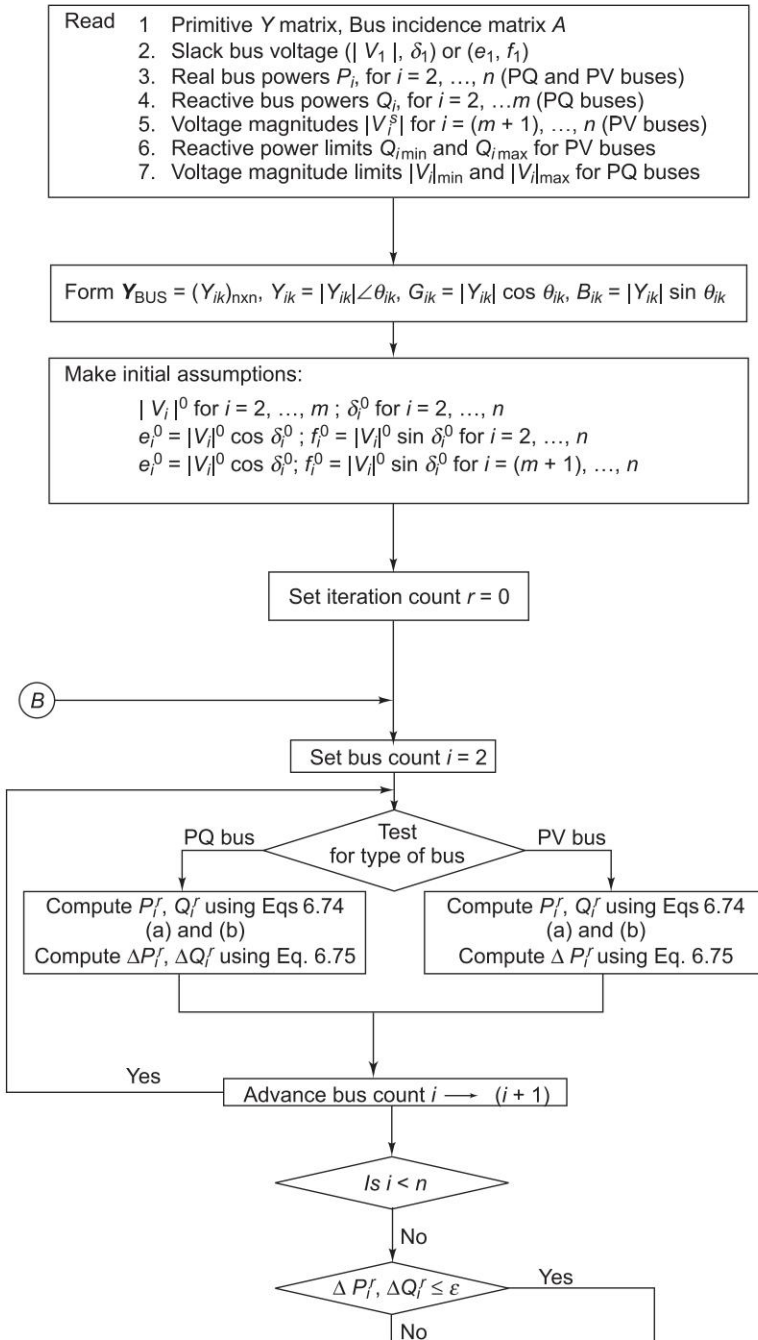 Read 1 Primitive Y matrix, Bus incidence matrix A
2. Slack bus voltage (| V₁ |, δ₁) or (e₁, f₁)
3. Real bus powers Pᵢ, for i = 2, …, n (PQ and PV buses)
4. Reactive bus powers Qᵢ, for i = 2, …m (PQ buses)
5. Voltage magnitudes |Vᵢˢ| for i = (m + 1), …, n (PV buses)
6. Reactive power limits Qᵢ min and Qᵢ max for PV buses
7. Voltage magnitude limits |Vᵢ|min and |Vᵢ|max for PQ buses
Form Y_BUS = (Yᵢₖ)nxn, Yᵢₖ = |Yᵢₖ|∠θᵢₖ, Gᵢₖ = |Yᵢₖ| cos θᵢₖ, Bᵢₖ = |Yᵢₖ| sin θᵢₖ
Make initial assumptions:
| Vᵢ |⁰ for i = 2, …, m ; δᵢ⁰ for i = 2, …, n
eᵢ⁰ = |Vᵢ|⁰ cos δᵢ⁰ ; fᵢ⁰ = |Vᵢ|⁰ sin δᵢ⁰ for i = 2, …, n
eᵢ⁰ = |Vᵢ|⁰ cos δᵢ⁰; fᵢ⁰ = |Vᵢ|⁰ sin δᵢ⁰ for i = (m + 1), …, n
Set iteration count r = 0
B
Set bus count i = 2
PQ bus
Test
for type of bus
PV bus
Compute Pᵢʳ, Qᵢʳ using Eqs 6.74
(a) and (b)
Compute ΔPᵢʳ, ΔQᵢʳ using Eq. 6.75
Compute Pᵢʳ, Qᵢʳ using Eqs 6.74
(a) and (b)
Compute Δ Pᵢʳ using Eq. 6.75
Yes
Advance bus count i → (i + 1)
Is i < n
No
Δ Pᵢʳ, ΔQᵢʳ ≤ ε
Yes
No